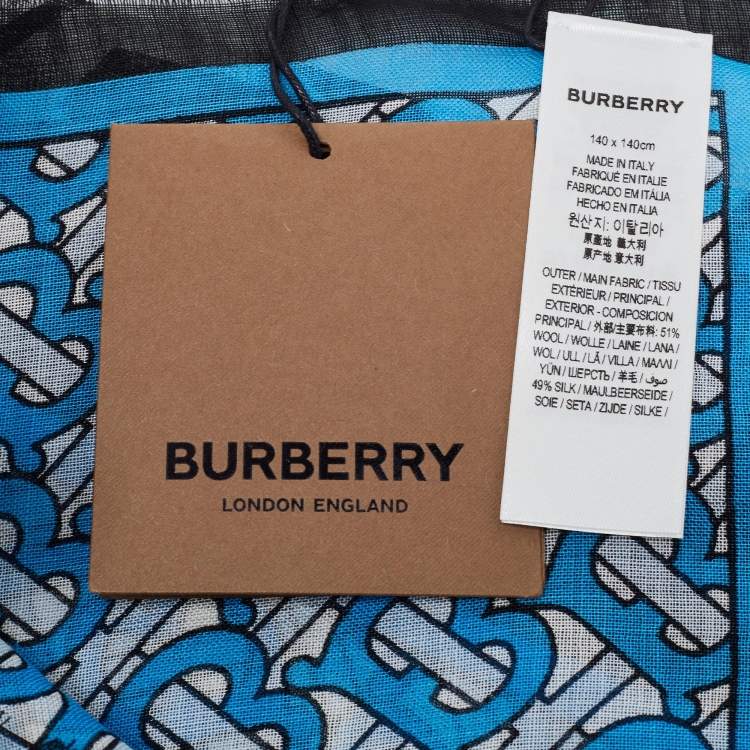 BURBERRY
LONDON ENGLAND
BURBERRY
140 x 140cm
MADE IN ITALY
FABRIQUÉ EN ITALIE
FABRICADO EM ITÁLIA
HECHO EN ITALIA
원산지: 이탈리아
原產地 義大利
原产地 意大利
OUTER / MAIN FABRIC / TISSU
EXTÉRIEUR / PRINCIPAL /
EXTERIOR - COMPOSICION
PRINCIPAL / 外部/主要布料: 51%
WOOL / WOLLE / LAINE / LANA /
WOL / ULL / LÃ / VILLA / ΜΑΛΛΙ /
YÜN / ШЕРСТЬ / 羊毛 / صوف /
49% SILK / MAULBEERSEIDE /
SOIE / SETA / ZIJDE / SILKE /